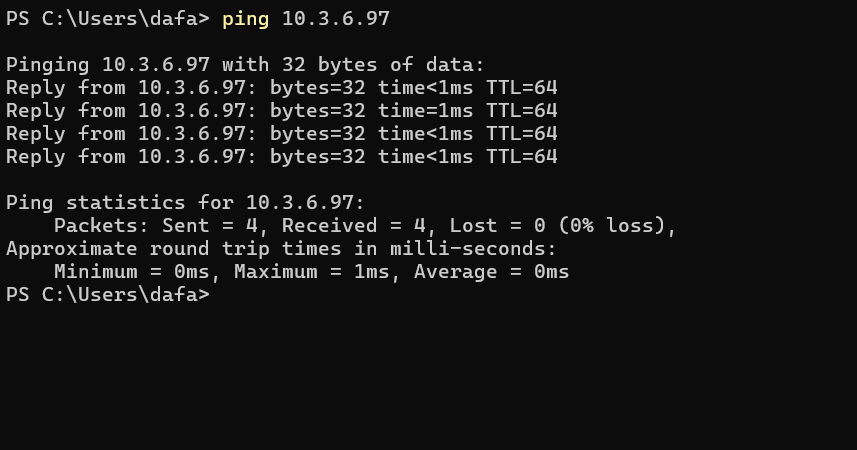 PS C:\Users\dafa> ping 10.3.6.97
Pinging 10.3.6.97 with 32 bytes of data:
Reply from 10.3.6.97: bytes=32 time<1ms TTL=64
Reply from 10.3.6.97: bytes=32 time=1ms TTL=64
Reply from 10.3.6.97: bytes=32 time<1ms TTL=64
Reply from 10.3.6.97: bytes=32 time<1ms TTL=64
Ping statistics for 10.3.6.97:
    Packets: Sent = 4, Received = 4, Lost = 0 (0% loss),
Approximate round trip times in milli-seconds:
    Minimum = 0ms, Maximum = 1ms, Average = 0ms
PS C:\Users\dafa>